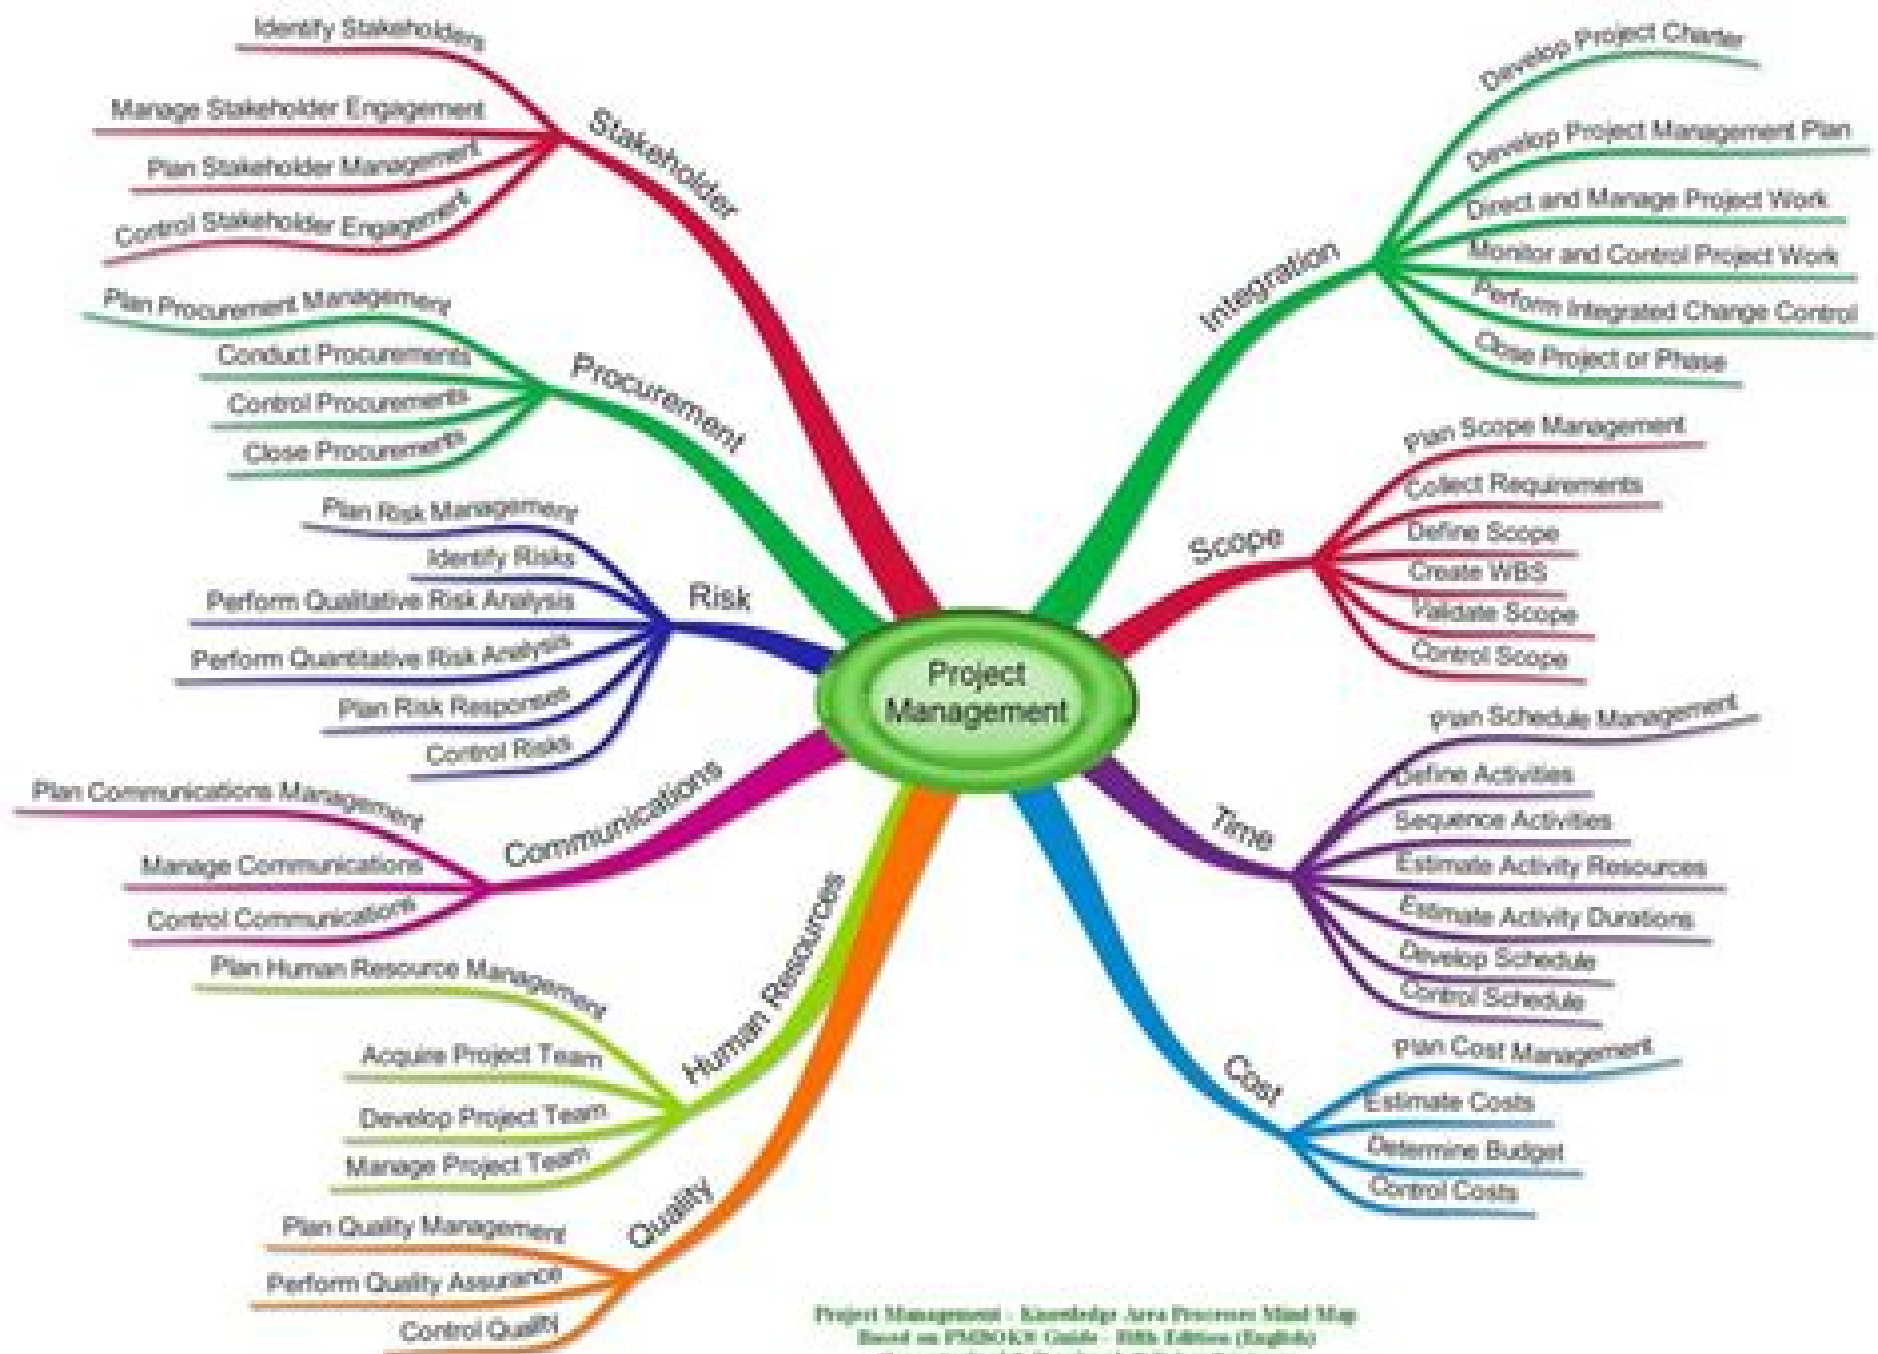 Identify Stakeholders
Manage Stakeholder Engagement
Plan Stakeholder Management
Control Stakeholder Engagement
Stakeholder
Plan Procurement Management
Conduct Procurements
Control Procurements
Close Procurements
Procurement
Plan Risk Management
Identify Risks
Perform Qualitative Risk Analysis
Perform Quantitative Risk Analysis
Plan Risk Responses
Control Risks
Risk
Plan Communications Management
Manage Communications
Control Communications
Communications
Plan Human Resource Management
Acquire Project Team
Develop Project Team
Manage Project Team
Human Resources
Plan Quality Management
Perform Quality Assurance
Control Quality
Quality
Project
Management
Integration
Develop Project Charter
Develop Project Management Plan
Direct and Manage Project Work
Monitor and Control Project Work
Perform Integrated Change Control
Close Project or Phase
Scope
Plan Scope Management
Collect Requirements
Define Scope
Create WBS
Validate Scope
Control Scope
Time
Plan Schedule Management
Define Activities
Sequence Activities
Estimate Activity Resources
Estimate Activity Durations
Develop Schedule
Control Schedule
Cost
Plan Cost Management
Estimate Costs
Determine Budget
Control Costs
Project Management - Knowledge Area Processes Mind Map
Based on PMBOK® Guide - Fifth Edition (English)